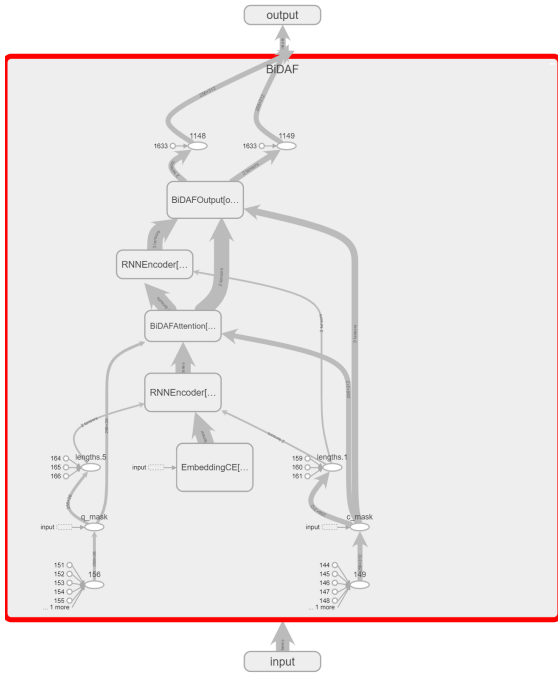 output
BiDAF
1148
1149
1633
1633
BiDAFOutput[o...
RNNEncoder[...
BiDAFAttention[...
RNNEncoder[...
164
165
166
lengths.5
input
EmbeddingCE[...
159
160
161
lengths.1
q_mask
input
c_mask
input
151
152
153
154
155
... 1 more
156
144
145
146
147
148
... 1 more
149
input